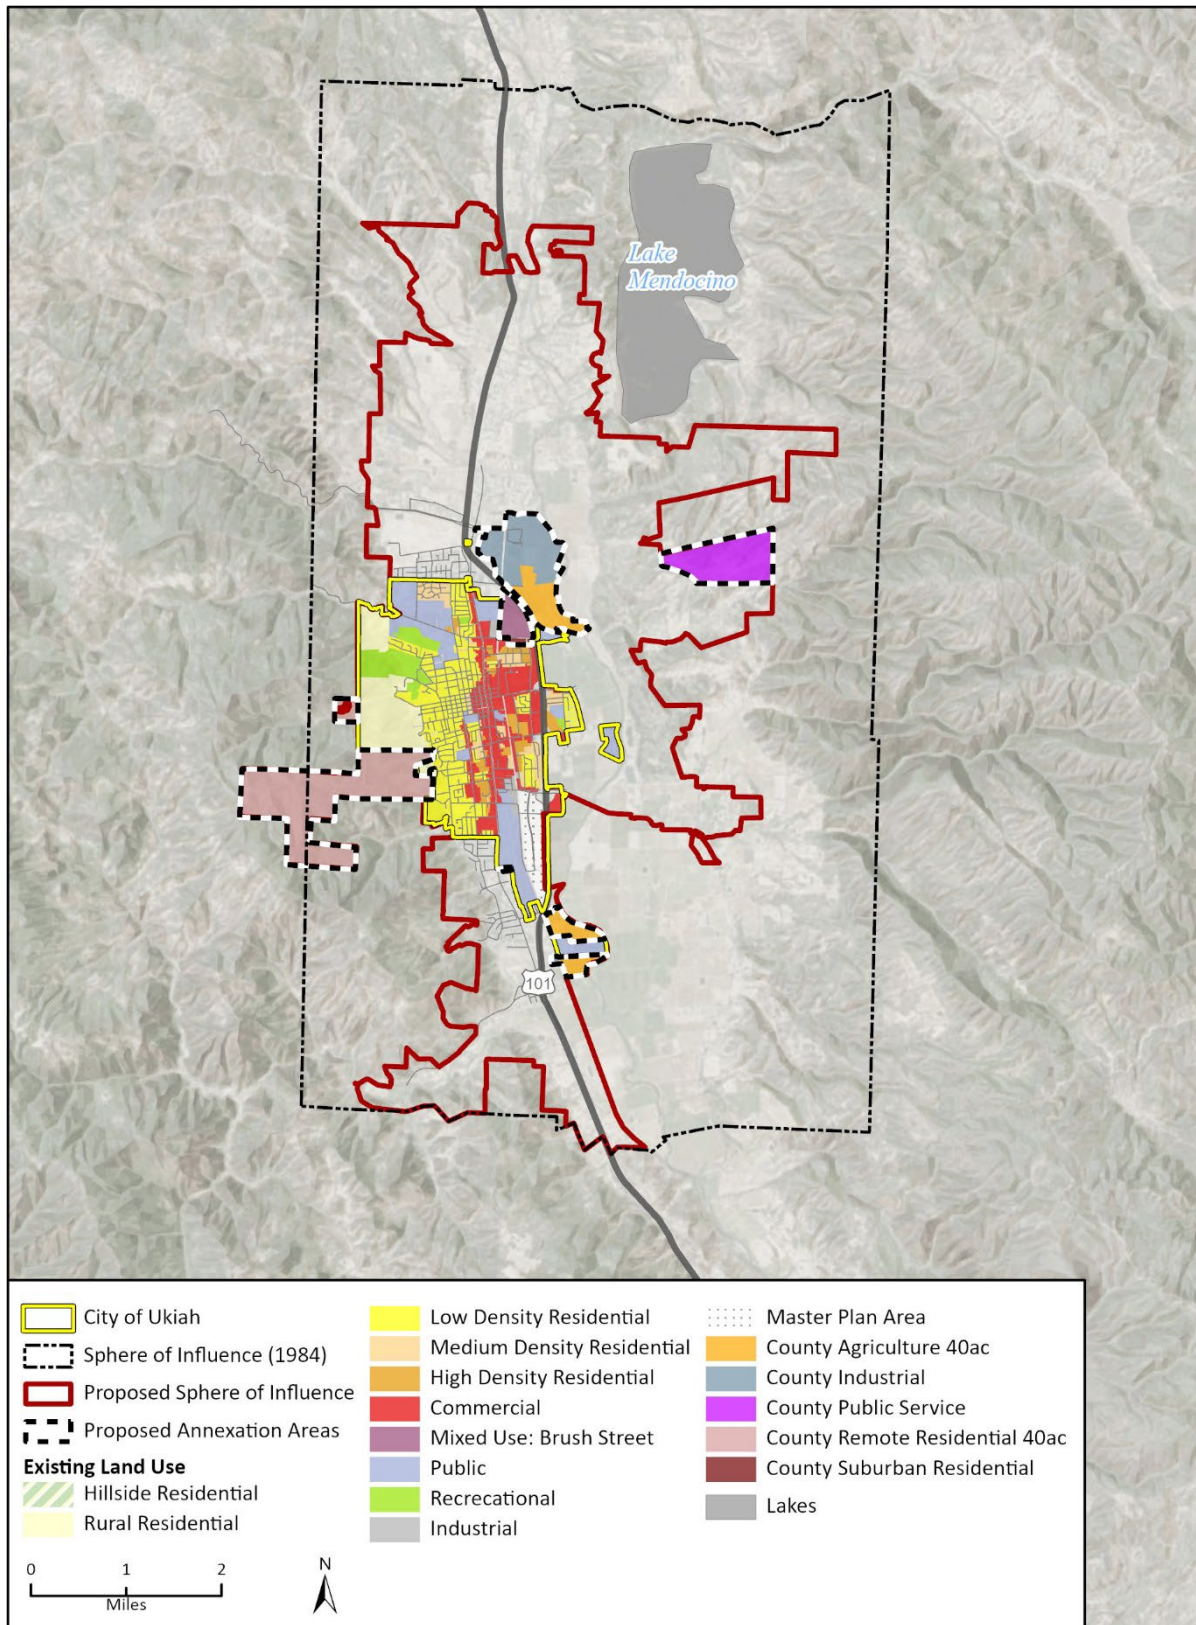 Lake
Mendocino
101
City of Ukiah
Sphere of Influence (1984)
Proposed Sphere of Influence
Proposed Annexation Areas
Existing Land Use
Hillside Residential
Rural Residential
Low Density Residential
Medium Density Residential
High Density Residential
Commercial
Mixed Use: Brush Street
Public
Recrecational
Industrial
Master Plan Area
County Agriculture 40ac
County Industrial
County Public Service
County Remote Residential 40ac
County Suburban Residential
Lakes
0 1 2
Miles
N